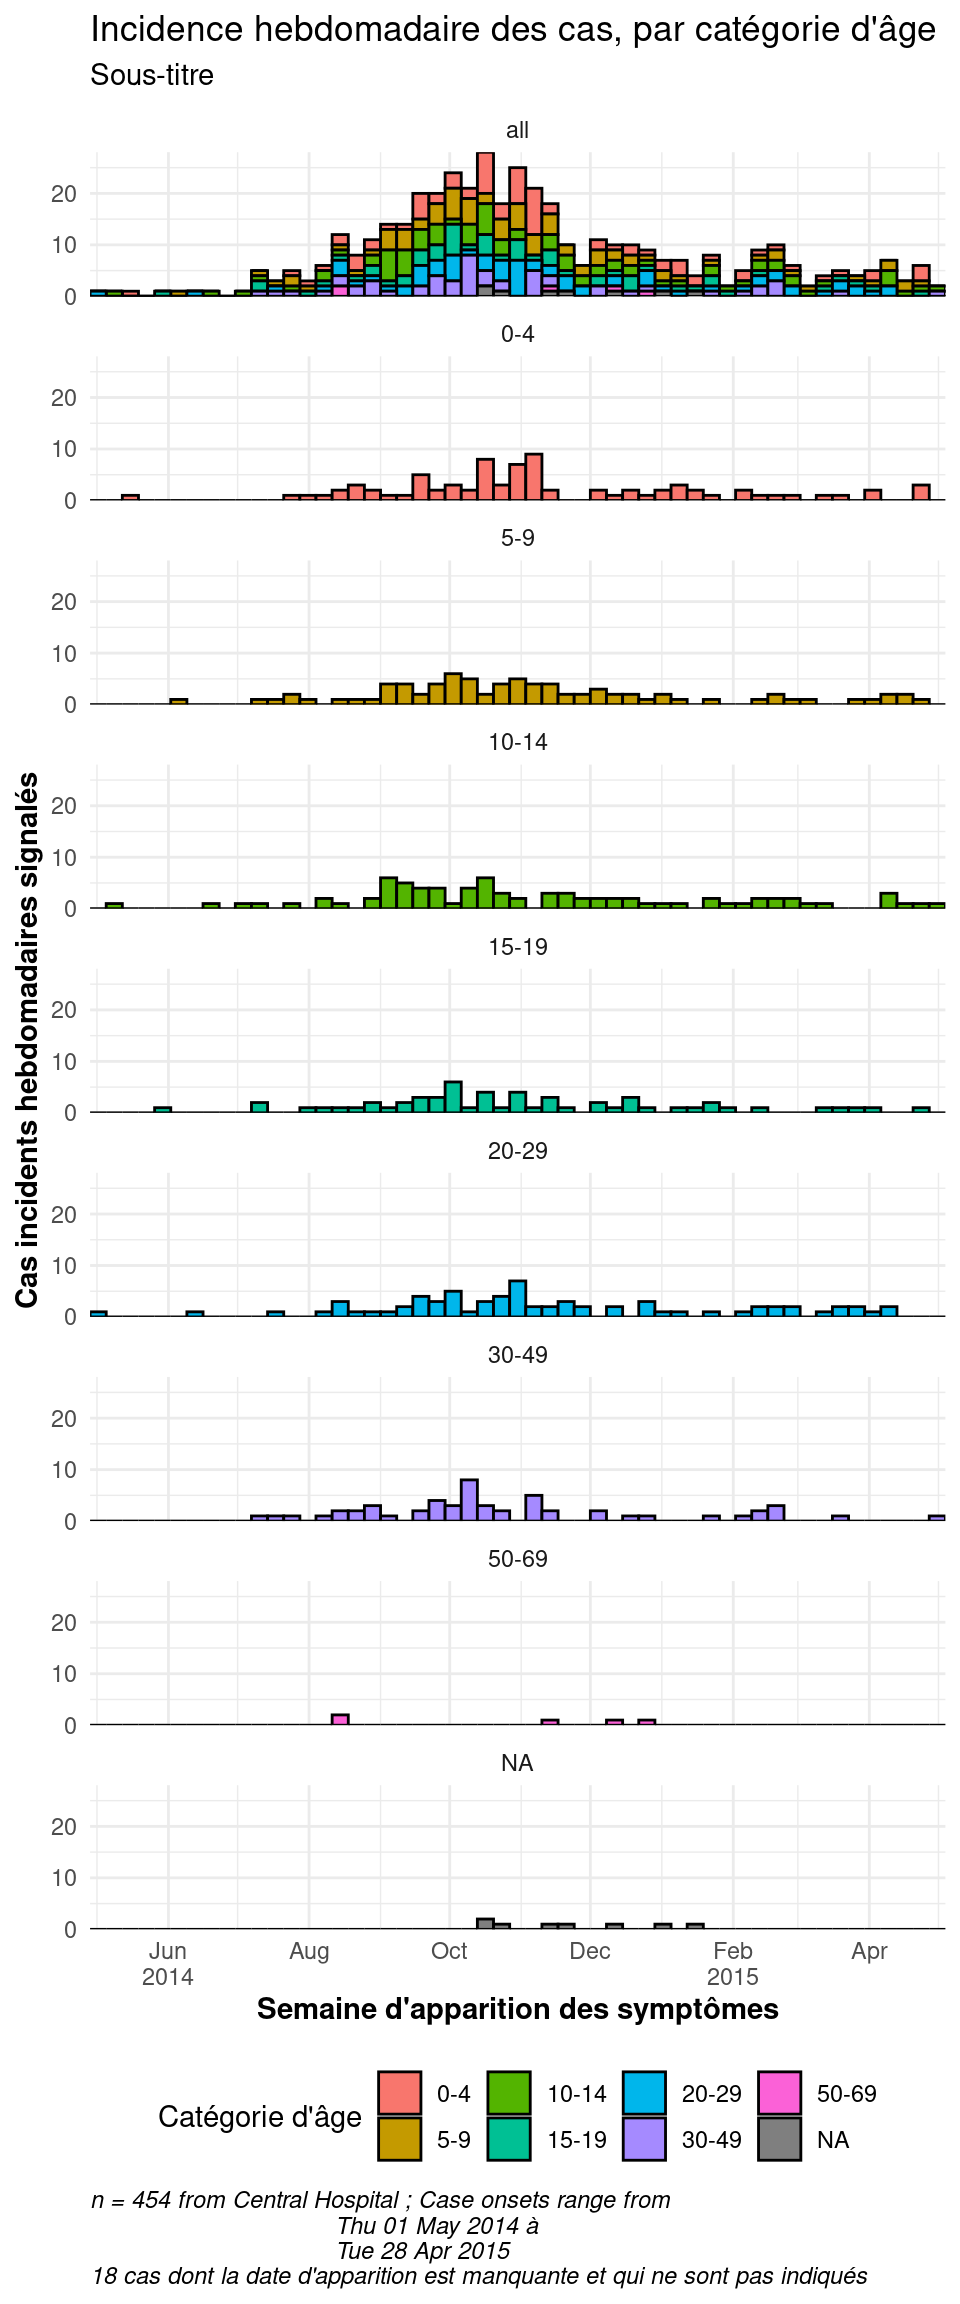 Incidence hebdomadaire des cas, par catégorie d'âge
Sous-titre
all
20
10
0
0-4
20
10
0
5-9
20
10
0
10-14
20
10
0
15-19
20
10
0
20-29
20
10
0
30-49
20
10
0
50-69
20
10
0
NA
20
10
0
Cas incidents hebdomadaires signalés
Jun Aug Oct Dec Feb Apr
2014 2015
Semaine d'apparition des symptômes
Catégorie d'âge
0-4 10-14 20-29 50-69
5-9 15-19 30-49 NA
n = 454 from Central Hospital ; Case onsets range from
Thu 01 May 2014 à
Tue 28 Apr 2015
18 cas dont la date d'apparition est manquante et qui ne sont pas indiqués